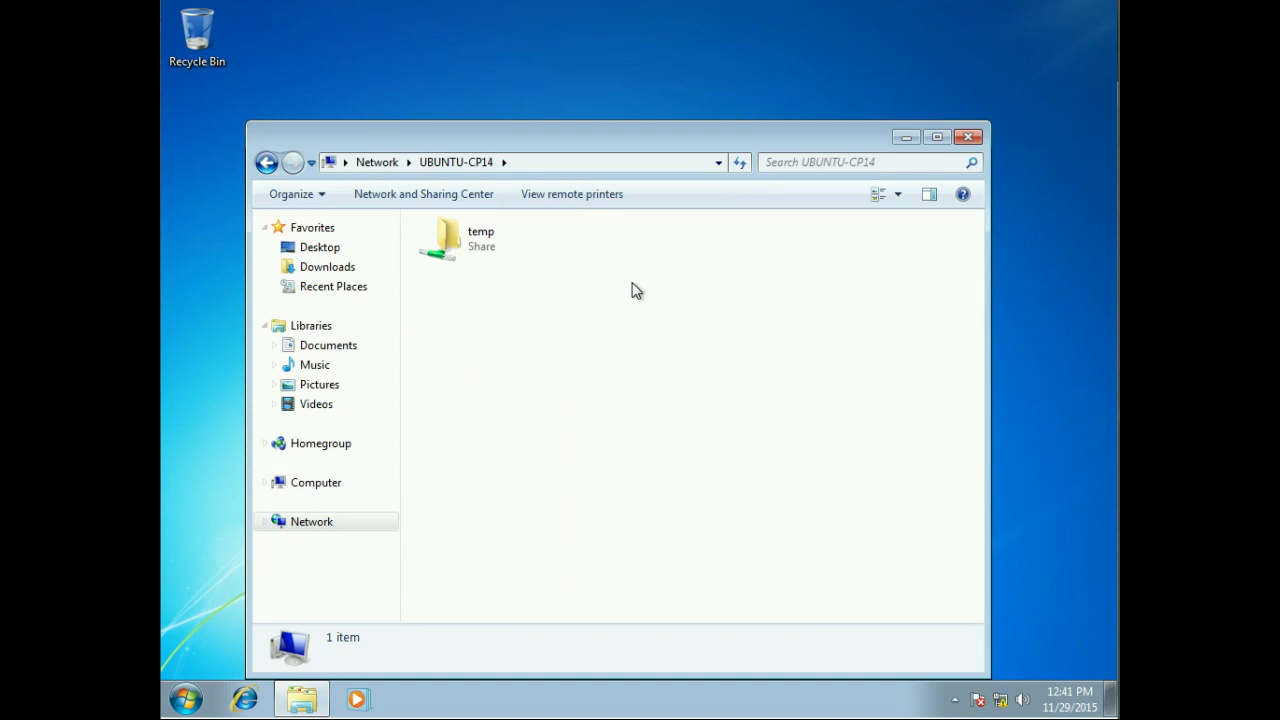 Recycle Bin
Network UBUNTU-CP14
Search UBUNTU-CP14
Organize Network and Sharing Center View remote printers
Favorites
Desktop
Downloads
Recent Places
Libraries
Documents
Music
Pictures
Videos
Homegroup
Computer
Network
temp
Share
1 item
12:41 PM
11/29/2015